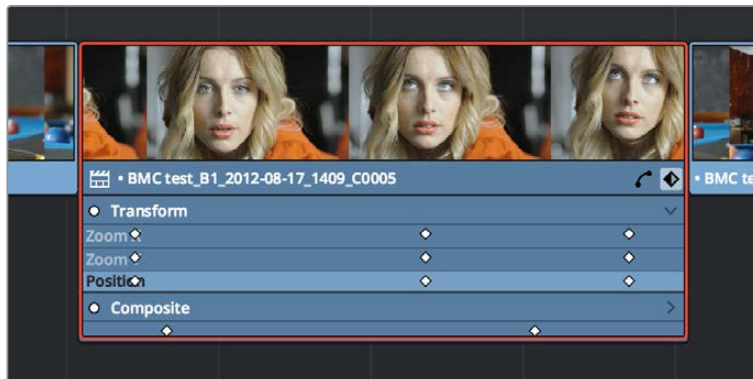 • BMC test_B1_2012-08-17_1409_C0005
• BMC te
Transform
Zoom
Zoom
Position
Composite